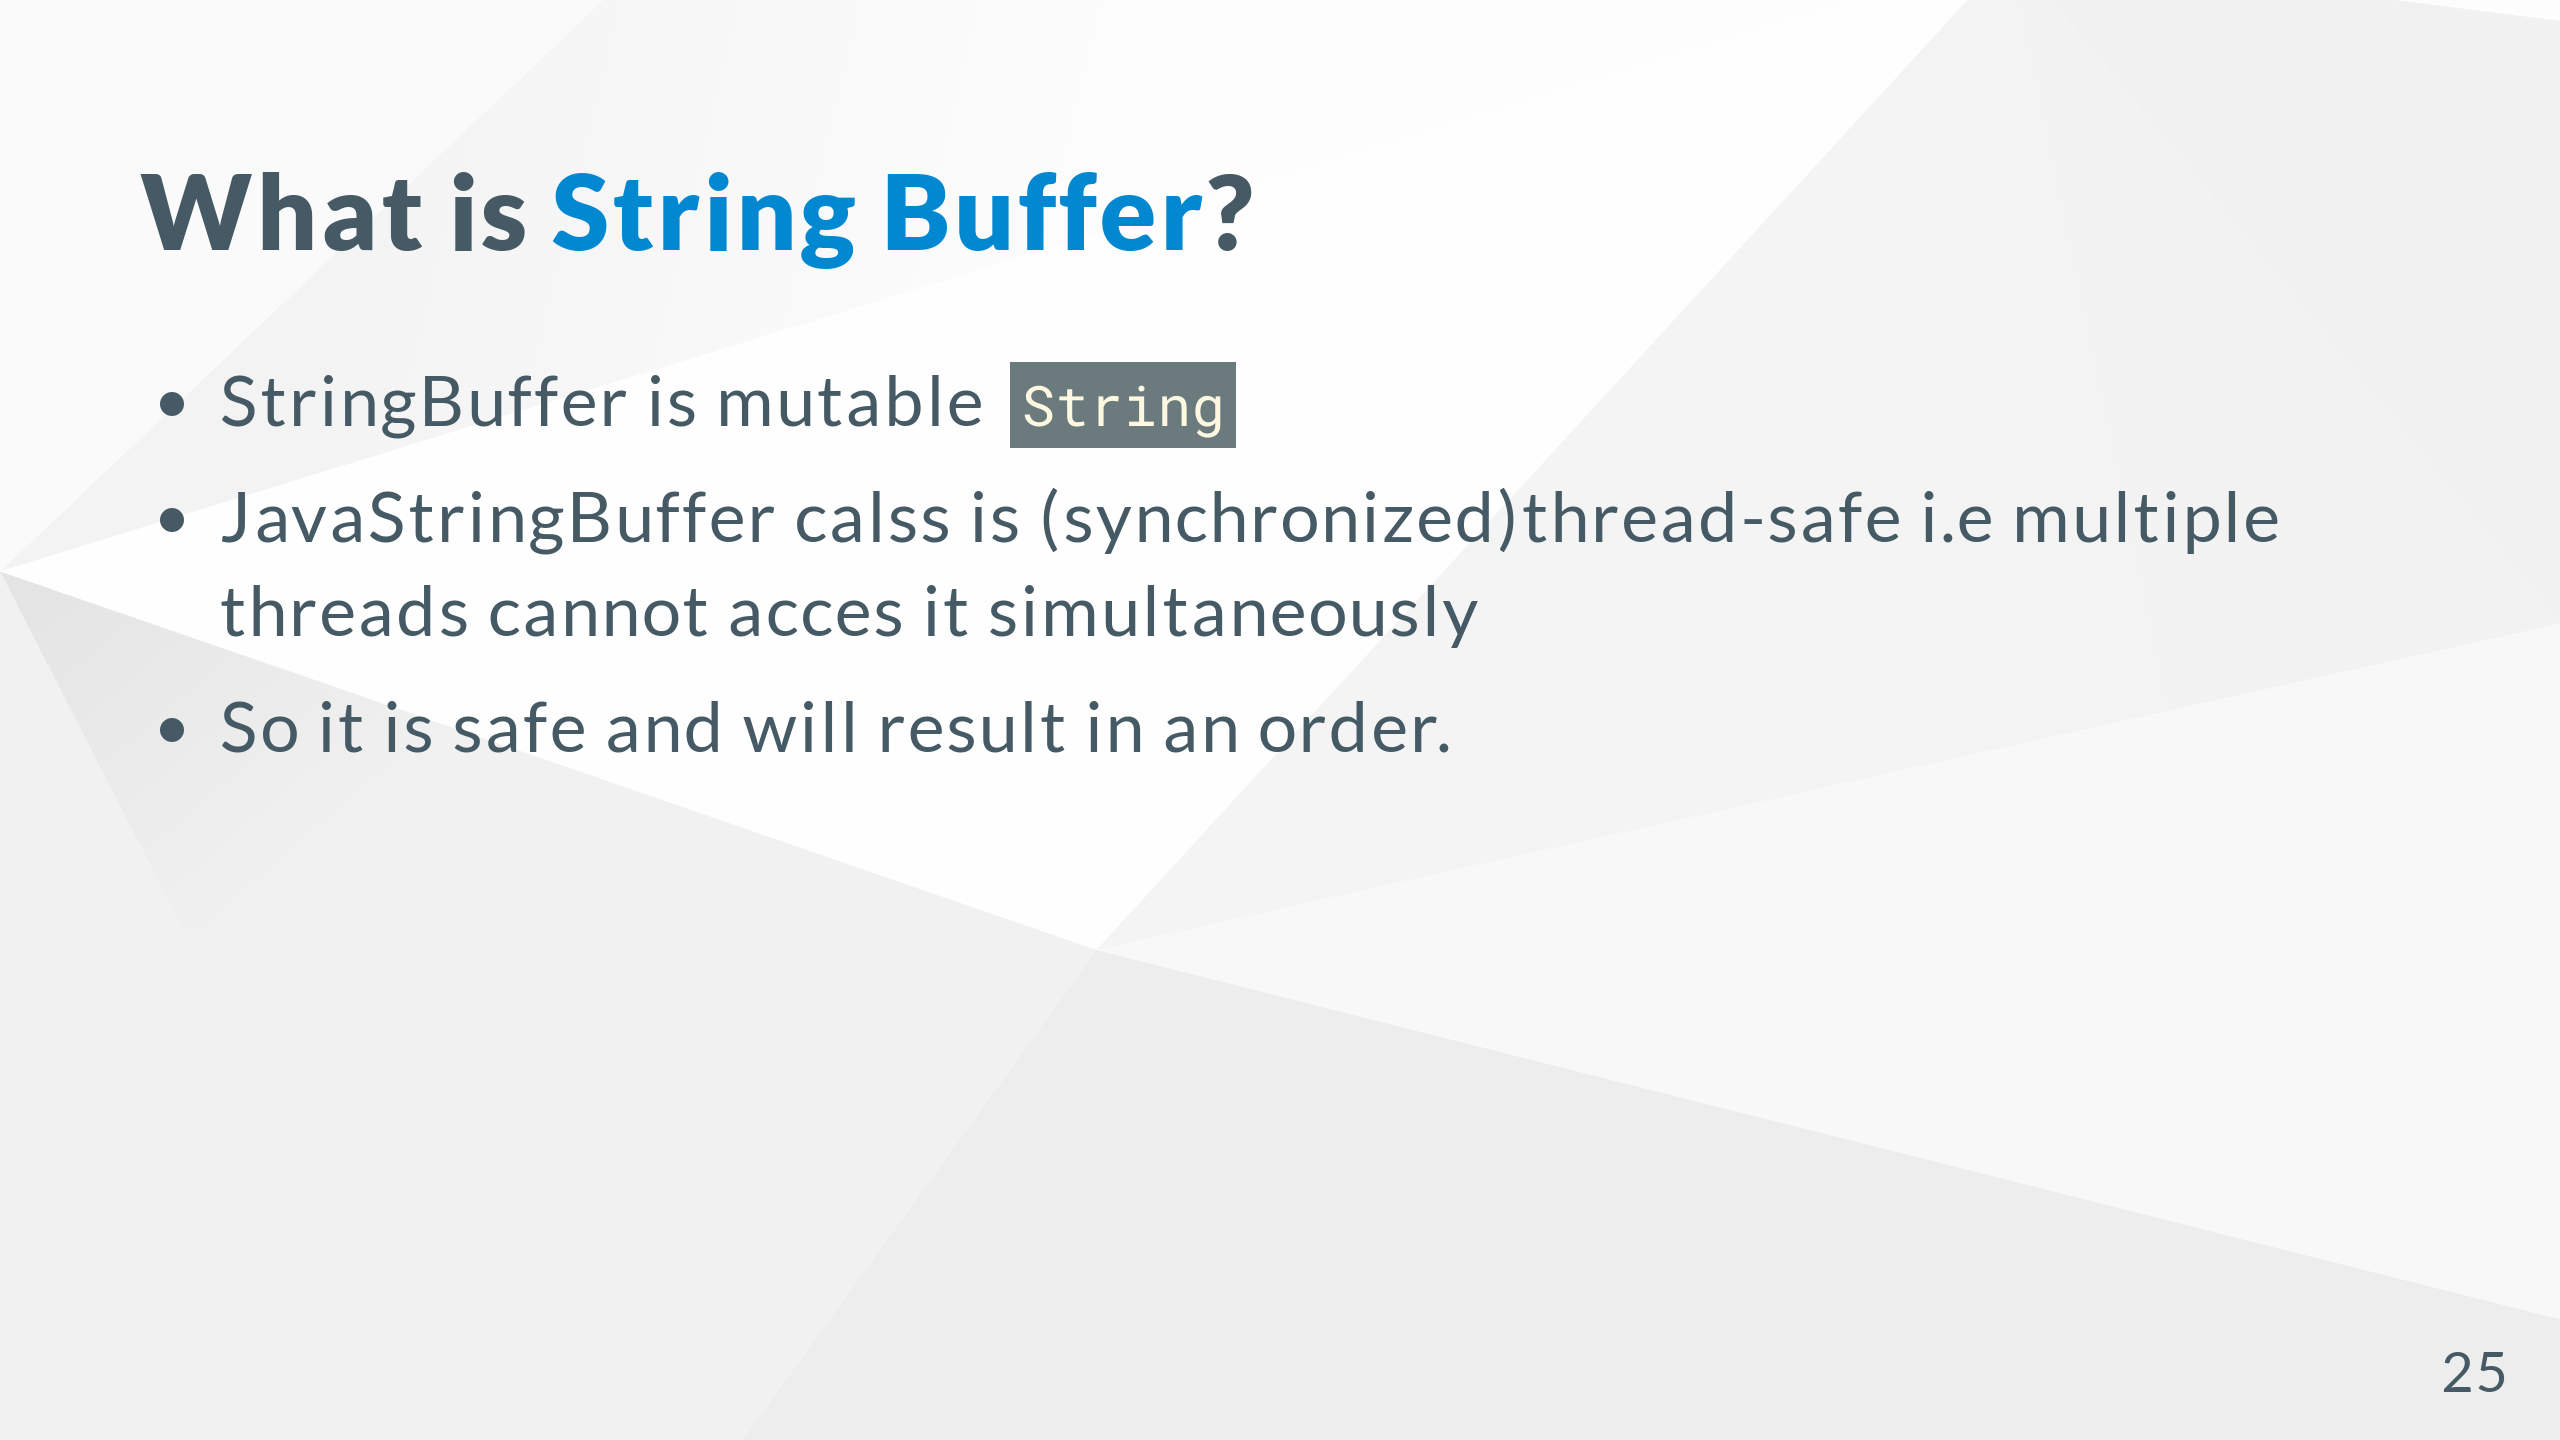 What is String Buffer?
• StringBuffer is mutable String
• JavaStringBuffer calss is (synchronized)thread-safe i.e multiple
threads cannot acces it simultaneously
• So it is safe and will result in an order.
25